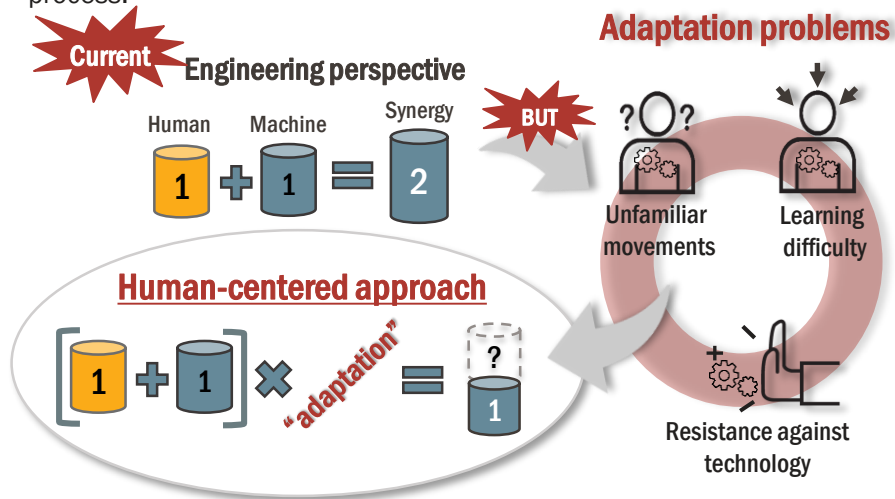 process.
Current
Engineering perspective
Human
Machine
Synergy
1
+
1
=
2
BUT
Adaptation problems
? ?
Unfamiliar
movements
Learning
difficulty
Resistance against
technology
Human-centered approach
[ 1 + 1 ] × "adaptation" = ?
1